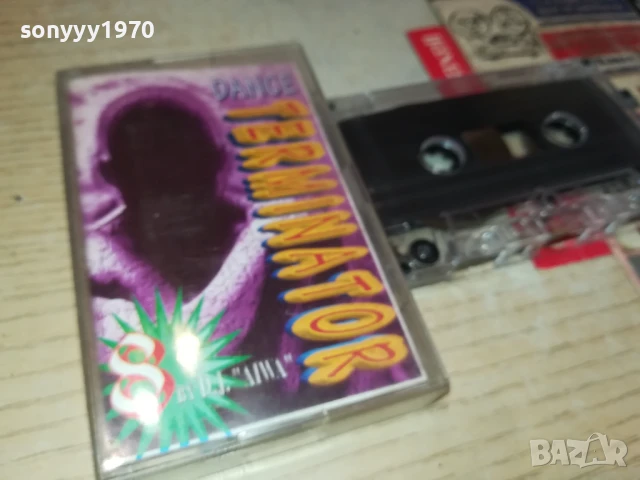 sonyyy1970
DANCE
TERMINATOR
8
BY D.J. "AIWA"
BAZAR